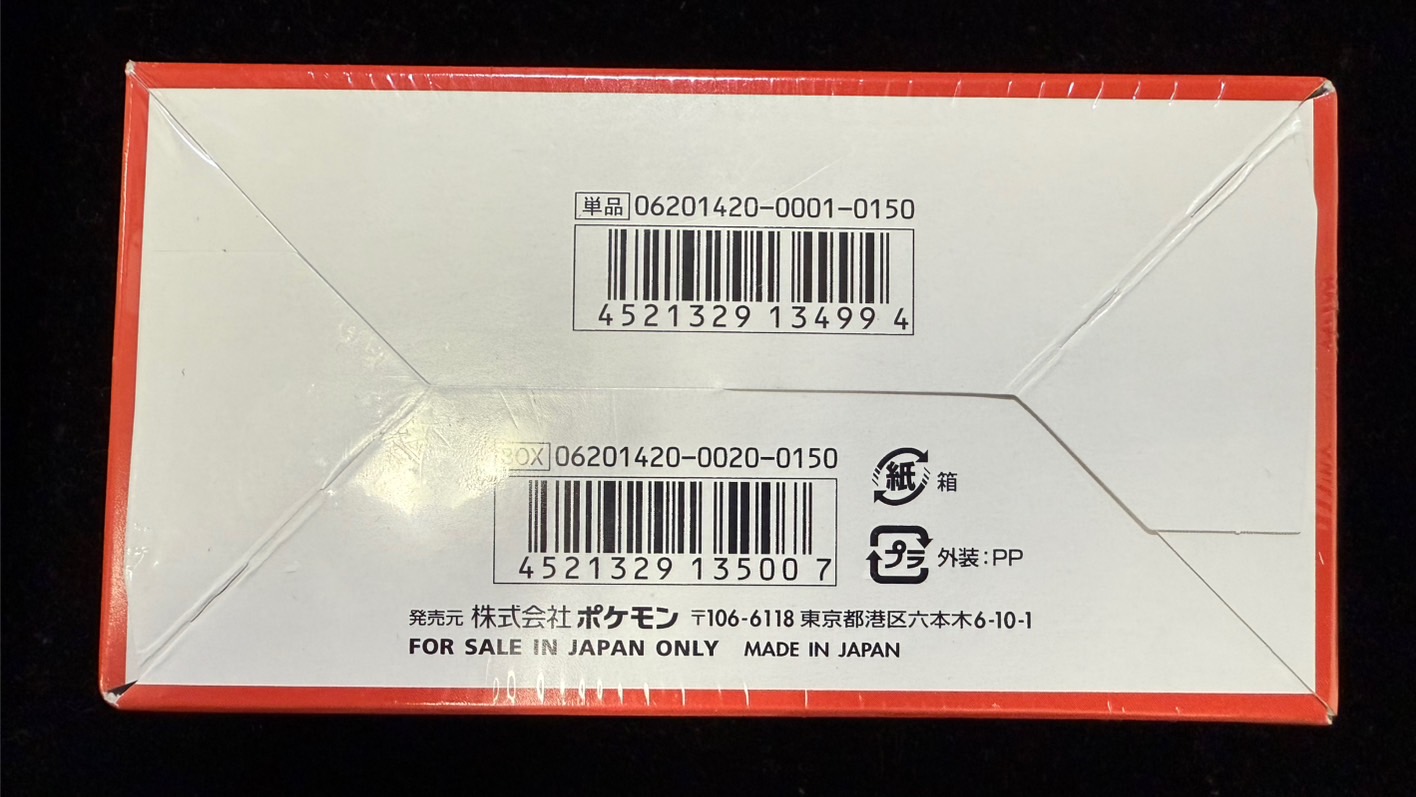 単品 06201420-0001-0150
4521329 13499 4
BOX 06201420-0020-0150
4521329 13500 7
紙 箱
プラ 外装:PP
発売元 株式会社ポケモン 〒106-6118 東京都港区六本木6-10-1
FOR SALE IN JAPAN ONLY MADE IN JAPAN